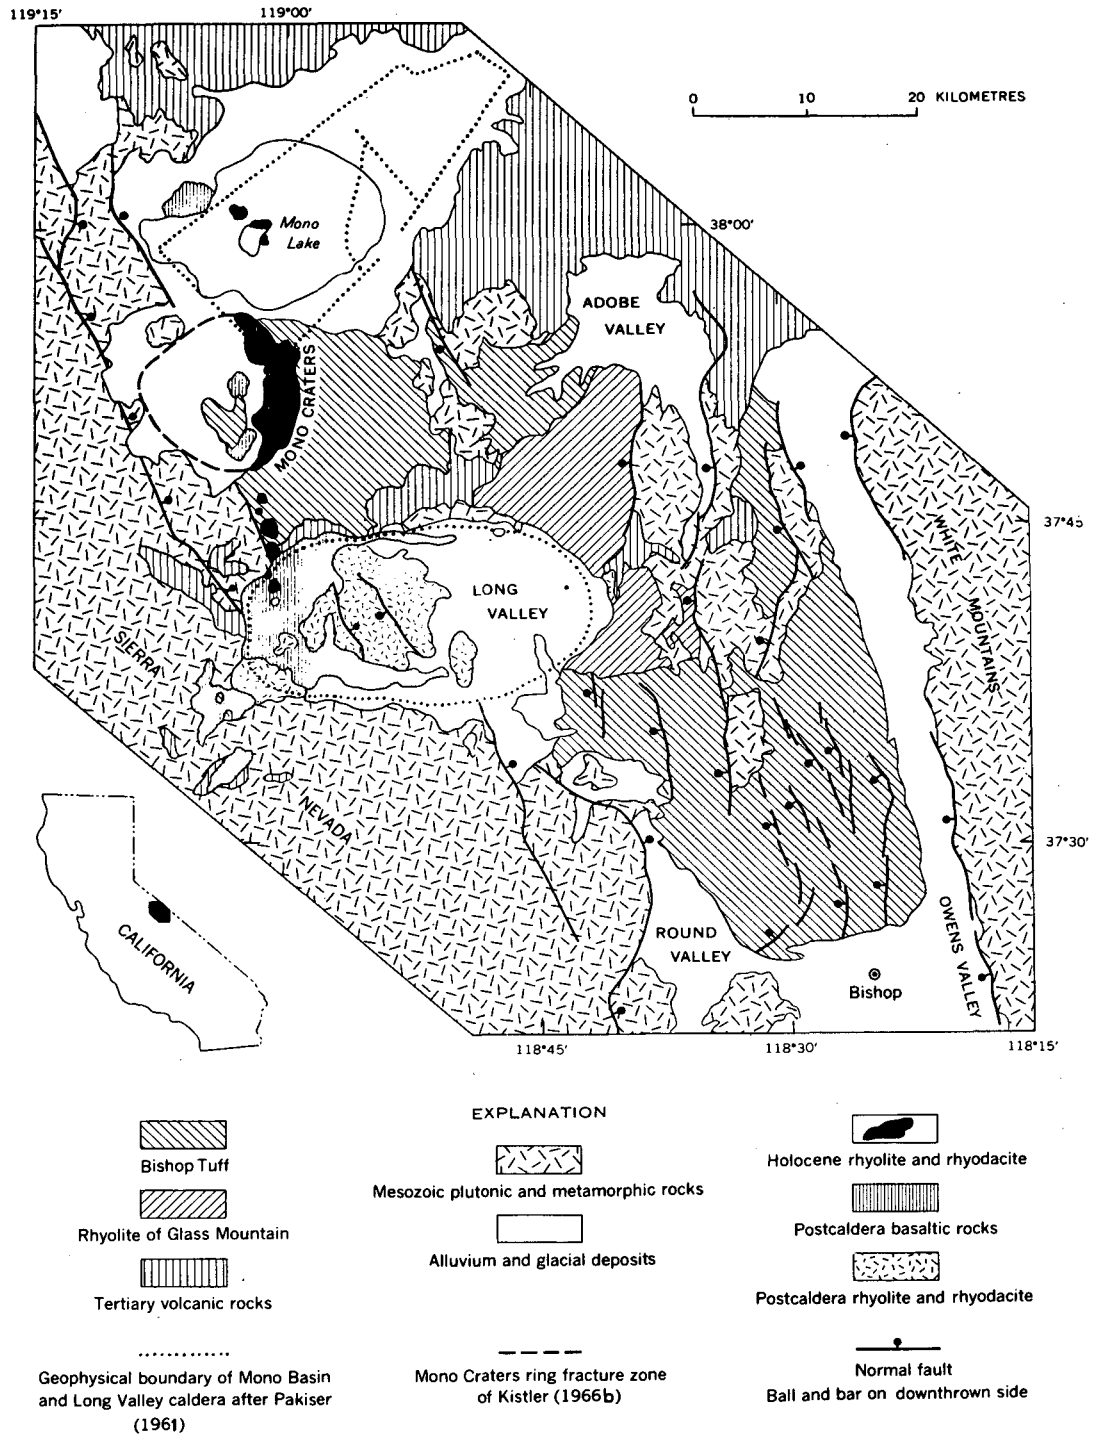 119°15′
119°00′
0 10 20 KILOMETRES
38°00′
Mono
Lake
ADOBE
VALLEY
MONO CRATERS
37°45
WHITE
MOUNTAINS
LONG
VALLEY
SIERRA
NEVADA
37°30′
CALIFORNIA
ROUND
VALLEY
OWENS VALLEY
Bishop
118°45′
118°30′
118°15′
EXPLANATION
Bishop Tuff
Rhyolite of Glass Mountain
Tertiary volcanic rocks
Geophysical boundary of Mono Basin
and Long Valley caldera after Pakiser
(1961)
Mesozoic plutonic and metamorphic rocks
Alluvium and glacial deposits
Mono Craters ring fracture zone
of Kistler (1966b)
Holocene rhyolite and rhyodacite
Postcaldera basaltic rocks
Postcaldera rhyolite and rhyodacite
Normal fault
Ball and bar on downthrown side